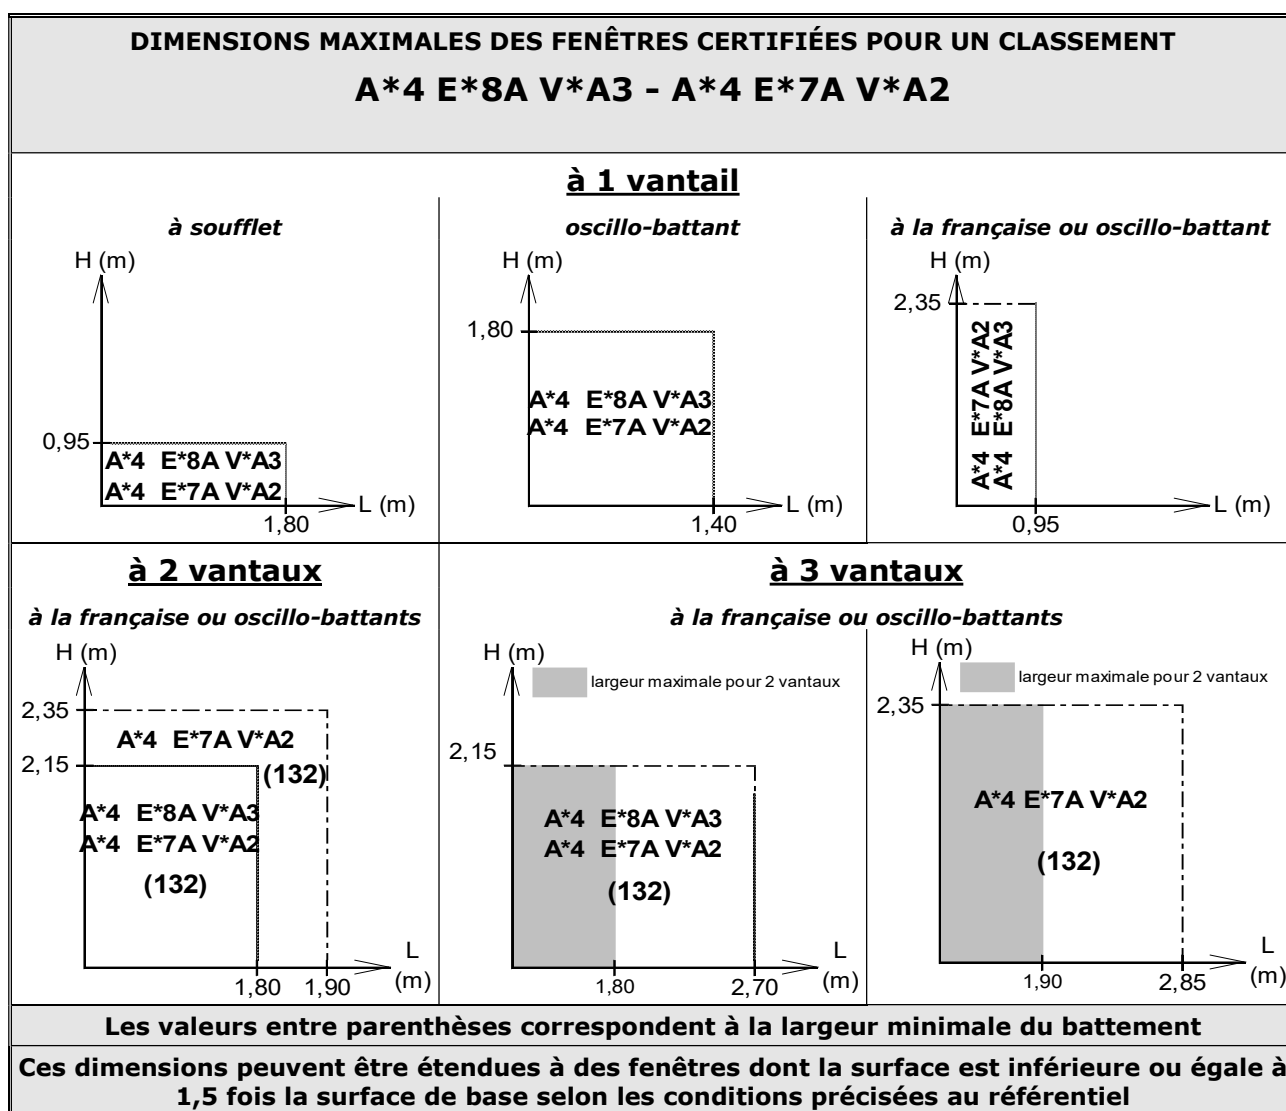 DIMENSIONS MAXIMALES DES FENÊTRES CERTIFIÉES POUR UN CLASSEMENT
A*4 E*8A V*A3 - A*4 E*7A V*A2
à 1 vantail
à soufflet
H (m)
0,95
A*4 E*8A V*A3
A*4 E*7A V*A2
L (m)
1,80
oscillo-battant
H (m)
1,80
A*4 E*8A V*A3
A*4 E*7A V*A2
L (m)
1,40
à la française ou oscillo-battant
H (m)
2,35
A*4 E*7A V*A2
A*4 E*8A V*A3
L (m)
0,95
à 2 vantaux
à la française ou oscillo-battants
H (m)
2,35
A*4 E*7A V*A2
2,15
(132)
A*4 E*8A V*A3
A*4 E*7A V*A2
(132)
L
(m)
1,80
1,90
à 3 vantaux
à la française ou oscillo-battants
H (m)
largeur maximale pour 2 vantaux
2,15
A*4 E*8A V*A3
A*4 E*7A V*A2
(132)
L
(m)
1,80
2,70
H (m)
largeur maximale pour 2 vantaux
2,35
A*4 E*7A V*A2
(132)
L
(m)
1,90
2,85
Les valeurs entre parenthèses correspondent à la largeur minimale du battement
Ces dimensions peuvent être étendues à des fenêtres dont la surface est inférieure ou égale à
1,5 fois la surface de base selon les conditions précisées au référentiel